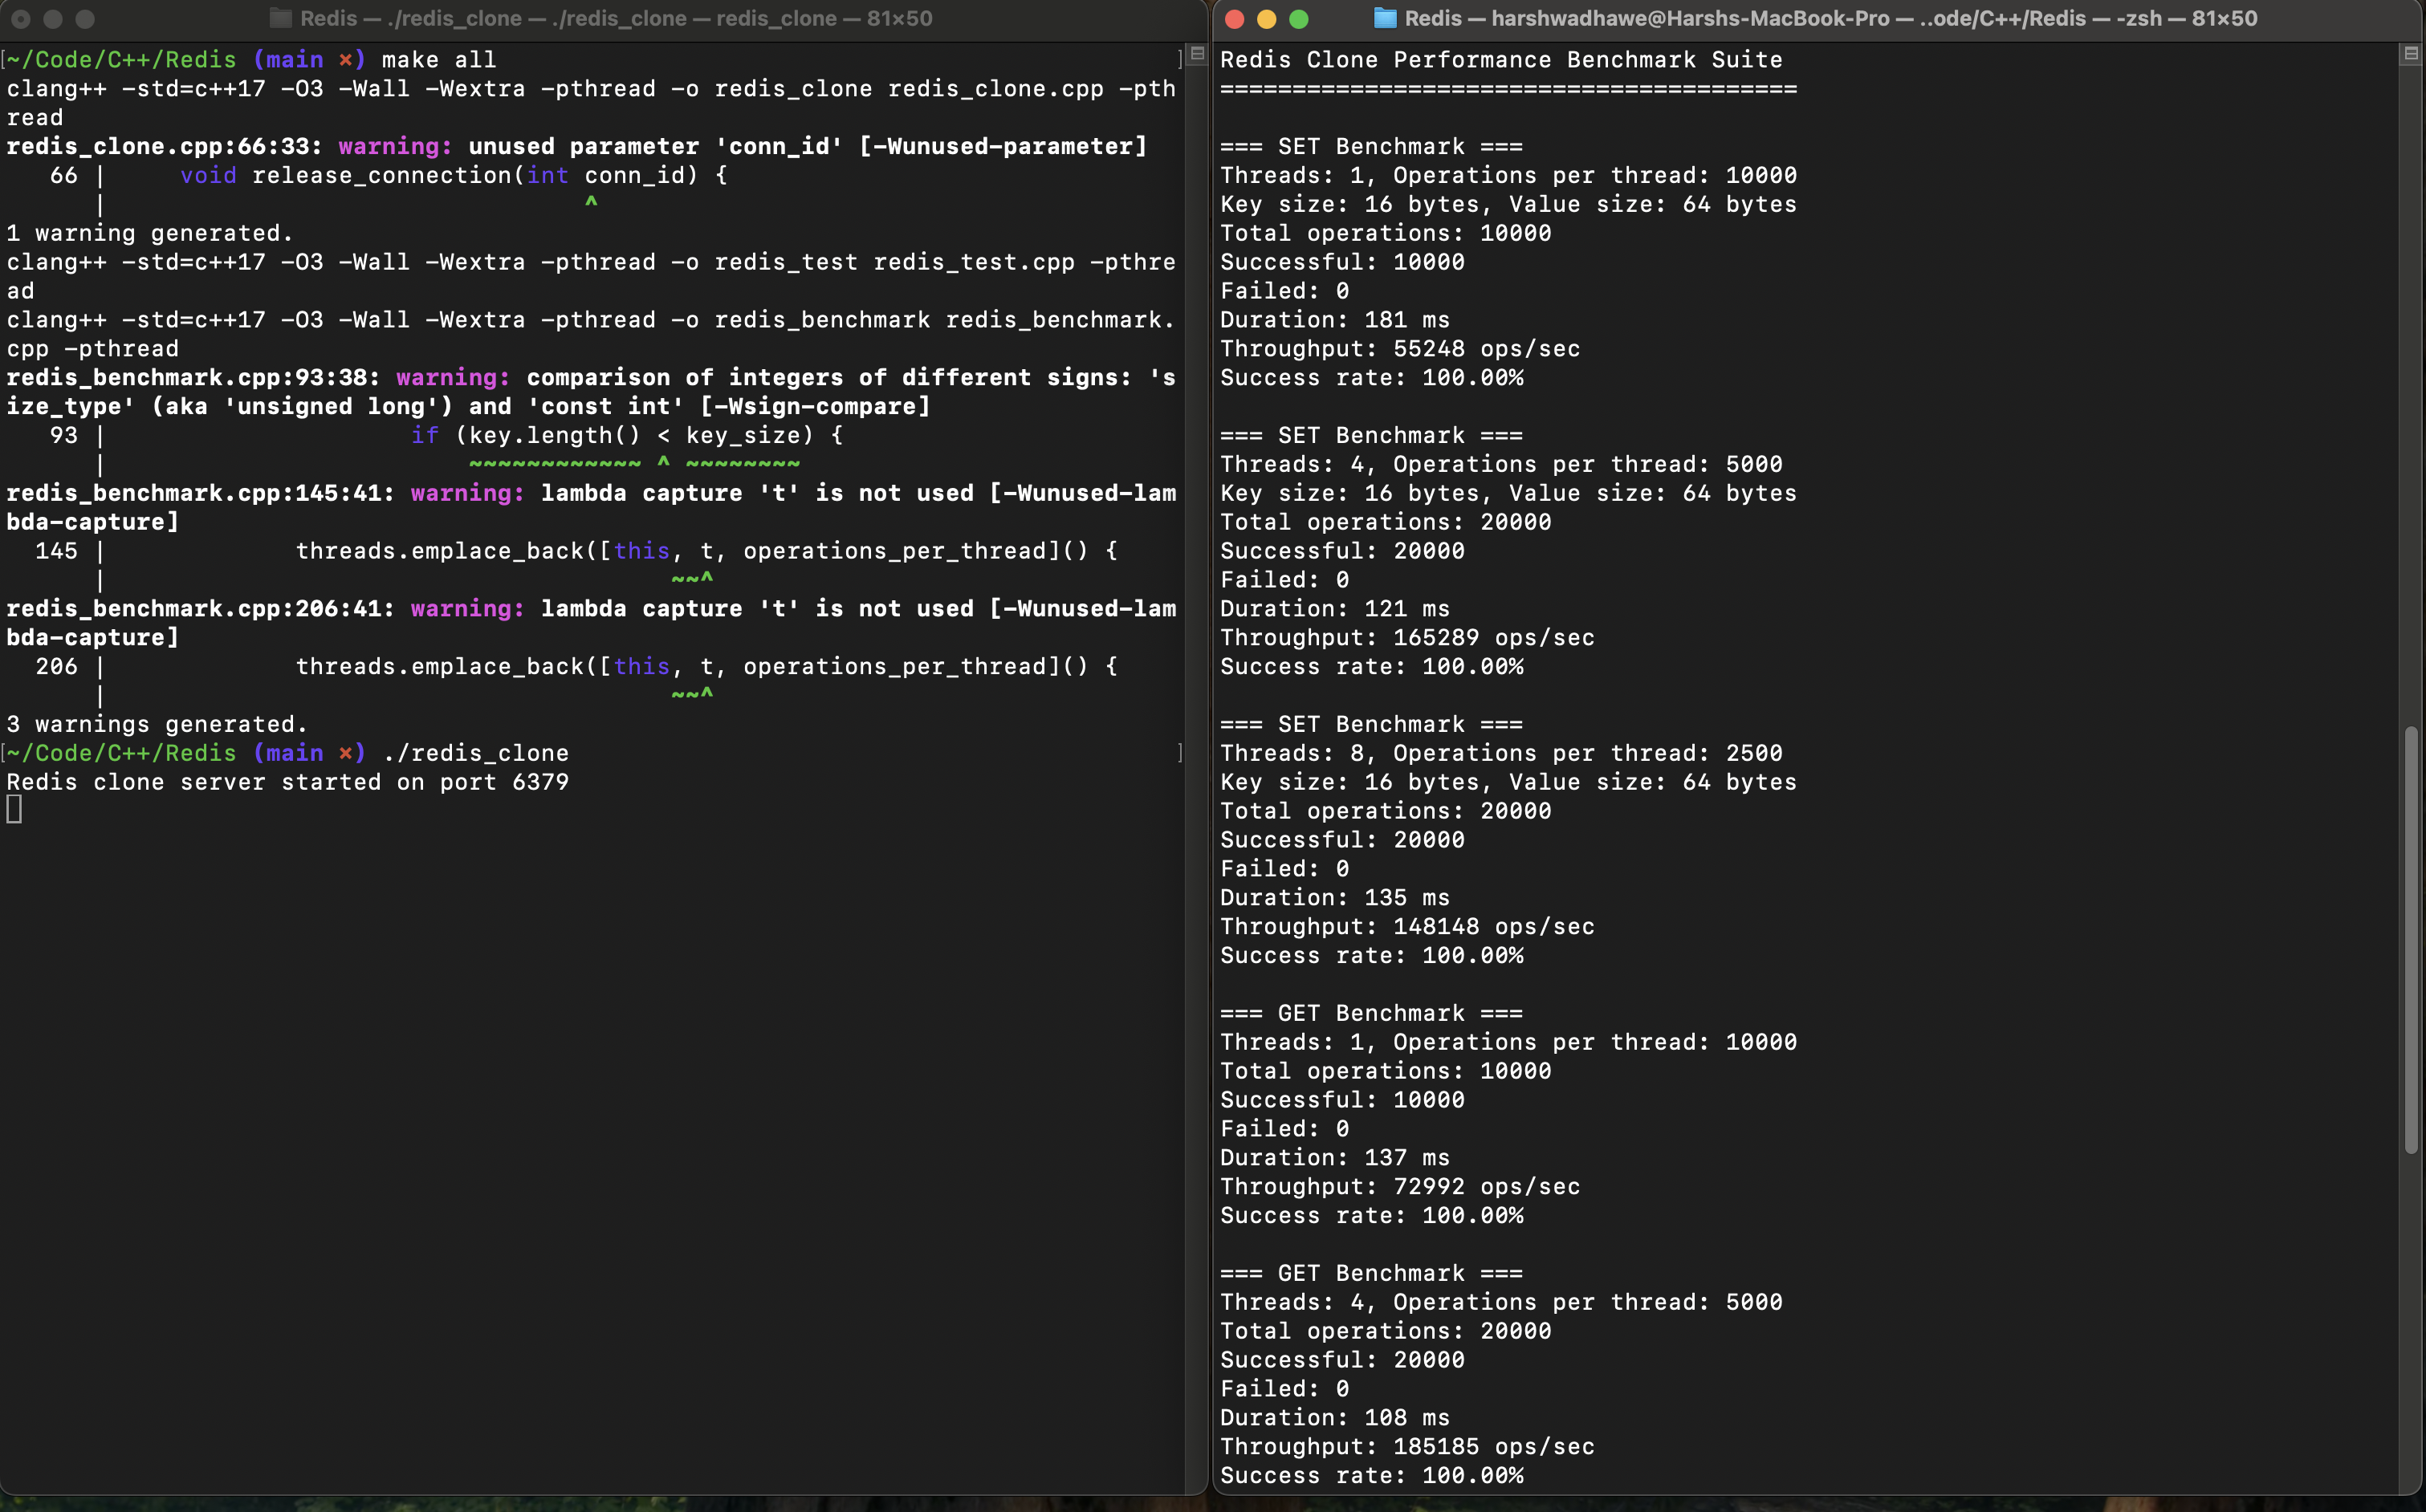 Redis — ./redis_clone — ./redis_clone — redis_clone — 81×50
[~/Code/C++/Redis (main ×) make all ]
clang++ -std=c++17 -O3 -Wall -Wextra -pthread -o redis_clone redis_clone.cpp -pth
read
redis_clone.cpp:66:33: warning: unused parameter 'conn_id' [-Wunused-parameter]
   66 |     void release_connection(int conn_id) {
      |                                 ^
1 warning generated.
clang++ -std=c++17 -O3 -Wall -Wextra -pthread -o redis_test redis_test.cpp -pthre
ad
clang++ -std=c++17 -O3 -Wall -Wextra -pthread -o redis_benchmark redis_benchmark.
cpp -pthread
redis_benchmark.cpp:93:38: warning: comparison of integers of different signs: 's
ize_type' (aka 'unsigned long') and 'const int' [-Wsign-compare]
   93 |                     if (key.length() < key_size) {
      |                         ~~~~~~~~~~~~ ^ ~~~~~~~~
redis_benchmark.cpp:145:41: warning: lambda capture 't' is not used [-Wunused-lam
bda-capture]
  145 |             threads.emplace_back([this, t, operations_per_thread]() {
      |                                       ~~^
redis_benchmark.cpp:206:41: warning: lambda capture 't' is not used [-Wunused-lam
bda-capture]
  206 |             threads.emplace_back([this, t, operations_per_thread]() {
      |                                       ~~^
3 warnings generated.
[~/Code/C++/Redis (main ×) ./redis_clone ]
Redis clone server started on port 6379
Redis — harshwadhawe@Harshs-MacBook-Pro — ..ode/C++/Redis — -zsh — 81×50
Redis Clone Performance Benchmark Suite
========================================
=== SET Benchmark ===
Threads: 1, Operations per thread: 10000
Key size: 16 bytes, Value size: 64 bytes
Total operations: 10000
Successful: 10000
Failed: 0
Duration: 181 ms
Throughput: 55248 ops/sec
Success rate: 100.00%
=== SET Benchmark ===
Threads: 4, Operations per thread: 5000
Key size: 16 bytes, Value size: 64 bytes
Total operations: 20000
Successful: 20000
Failed: 0
Duration: 121 ms
Throughput: 165289 ops/sec
Success rate: 100.00%
=== SET Benchmark ===
Threads: 8, Operations per thread: 2500
Key size: 16 bytes, Value size: 64 bytes
Total operations: 20000
Successful: 20000
Failed: 0
Duration: 135 ms
Throughput: 148148 ops/sec
Success rate: 100.00%
=== GET Benchmark ===
Threads: 1, Operations per thread: 10000
Total operations: 10000
Successful: 10000
Failed: 0
Duration: 137 ms
Throughput: 72992 ops/sec
Success rate: 100.00%
=== GET Benchmark ===
Threads: 4, Operations per thread: 5000
Total operations: 20000
Successful: 20000
Failed: 0
Duration: 108 ms
Throughput: 185185 ops/sec
Success rate: 100.00%